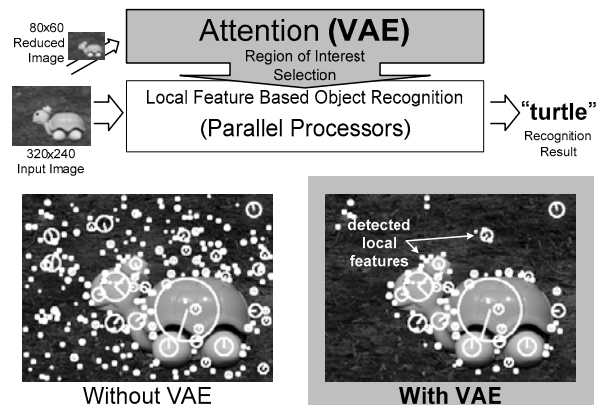 80x60
Reduced
Image
Attention (VAE)
Region of Interest
Selection
Local Feature Based Object Recognition
(Parallel Processors)
320x240
Input Image
“turtle”
Recognition
Result
detected
local
features
Without VAE
With VAE